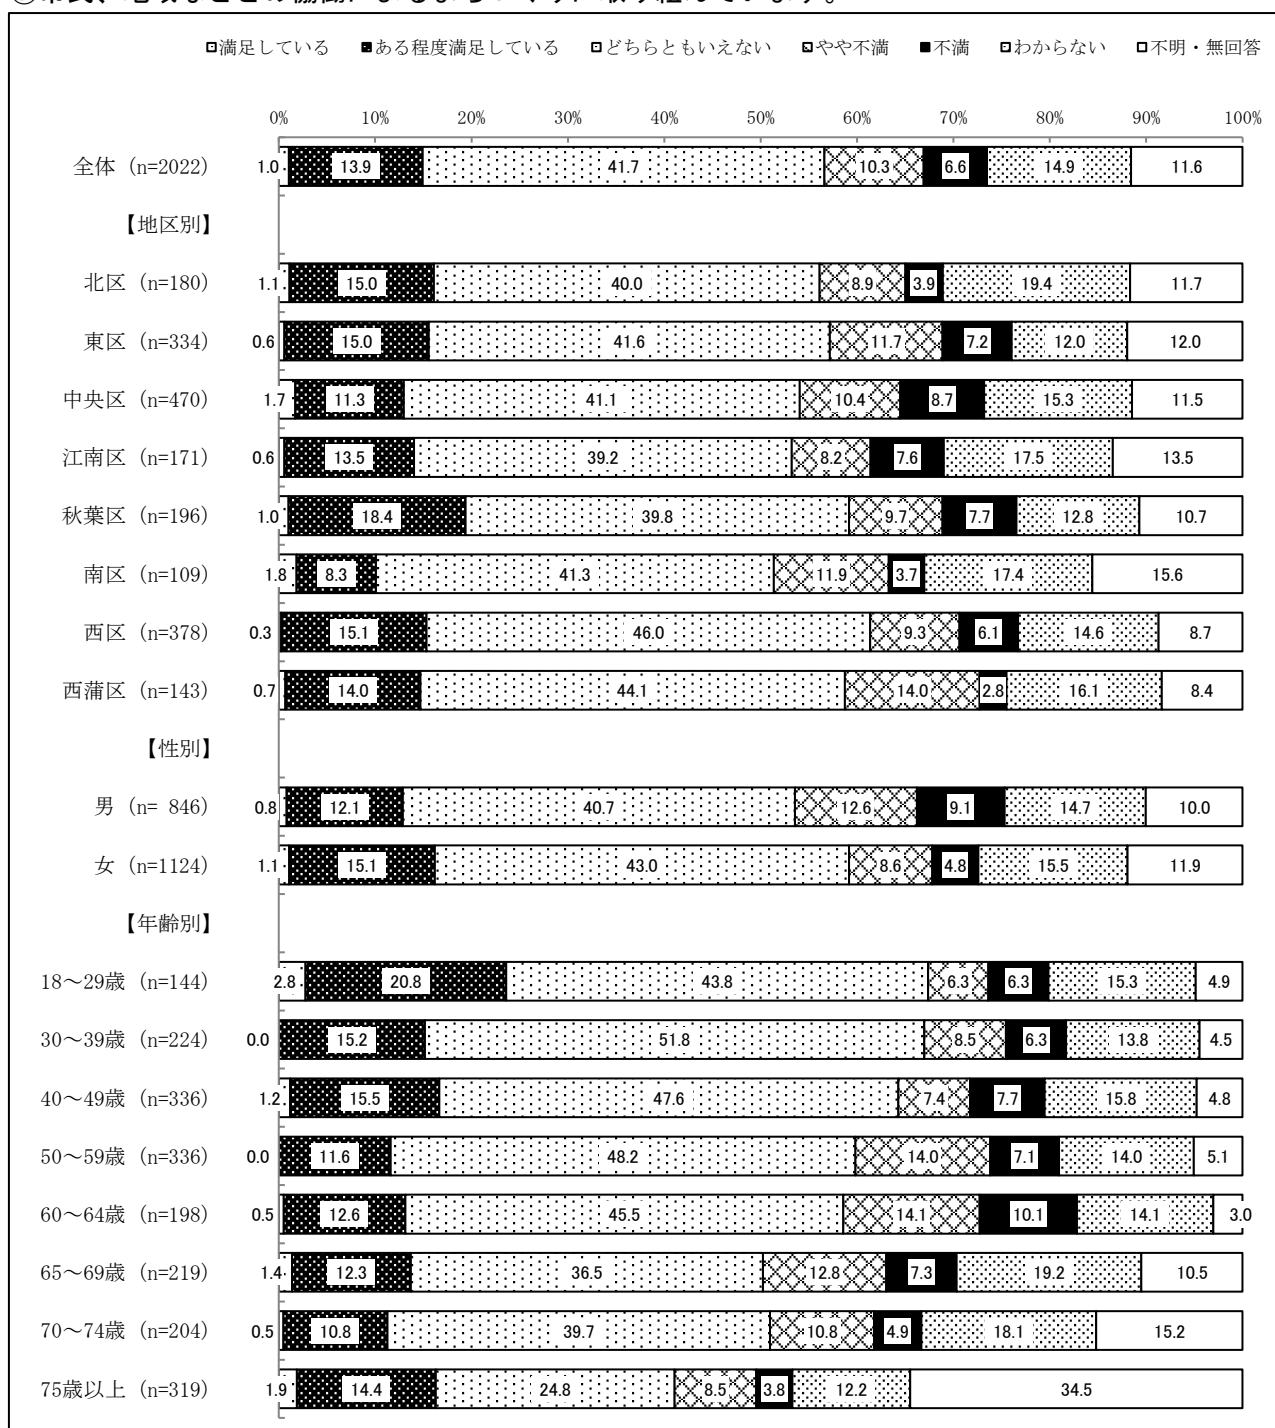 □満足している ■ある程度満足している □どちらともいえない □やや不満 ■不満 □わからない □不明・無回答
0% 10% 20% 30% 40% 50% 60% 70% 80% 90% 100%
全体 (n=2022) 1.0 13.9 41.7 10.3 6.6 14.9 11.6
【地区別】
北区 (n=180) 1.1 15.0 40.0 8.9 3.9 19.4 11.7
東区 (n=334) 0.6 15.0 41.6 11.7 7.2 12.0 12.0
中央区 (n=470) 1.7 11.3 41.1 10.4 8.7 15.3 11.5
江南区 (n=171) 0.6 13.5 39.2 8.2 7.6 17.5 13.5
秋葉区 (n=196) 1.0 18.4 39.8 9.7 7.7 12.8 10.7
南区 (n=109) 1.8 8.3 41.3 11.9 3.7 17.4 15.6
西区 (n=378) 0.3 15.1 46.0 9.3 6.1 14.6 8.7
西蒲区 (n=143) 0.7 14.0 44.1 14.0 2.8 16.1 8.4
【性別】
男 (n= 846) 0.8 12.1 40.7 12.6 9.1 14.7 10.0
女 (n=1124) 1.1 15.1 43.0 8.6 4.8 15.5 11.9
【年齢別】
18～29歳 (n=144) 2.8 20.8 43.8 6.3 6.3 15.3 4.9
30～39歳 (n=224) 0.0 15.2 51.8 8.5 6.3 13.8 4.5
40～49歳 (n=336) 1.2 15.5 47.6 7.4 7.7 15.8 4.8
50～59歳 (n=336) 0.0 11.6 48.2 14.0 7.1 14.0 5.1
60～64歳 (n=198) 0.5 12.6 45.5 14.1 10.1 14.1 3.0
65～69歳 (n=219) 1.4 12.3 36.5 12.8 7.3 19.2 10.5
70～74歳 (n=204) 0.5 10.8 39.7 10.8 4.9 18.1 15.2
75歳以上 (n=319) 1.9 14.4 24.8 8.5 3.8 12.2 34.5